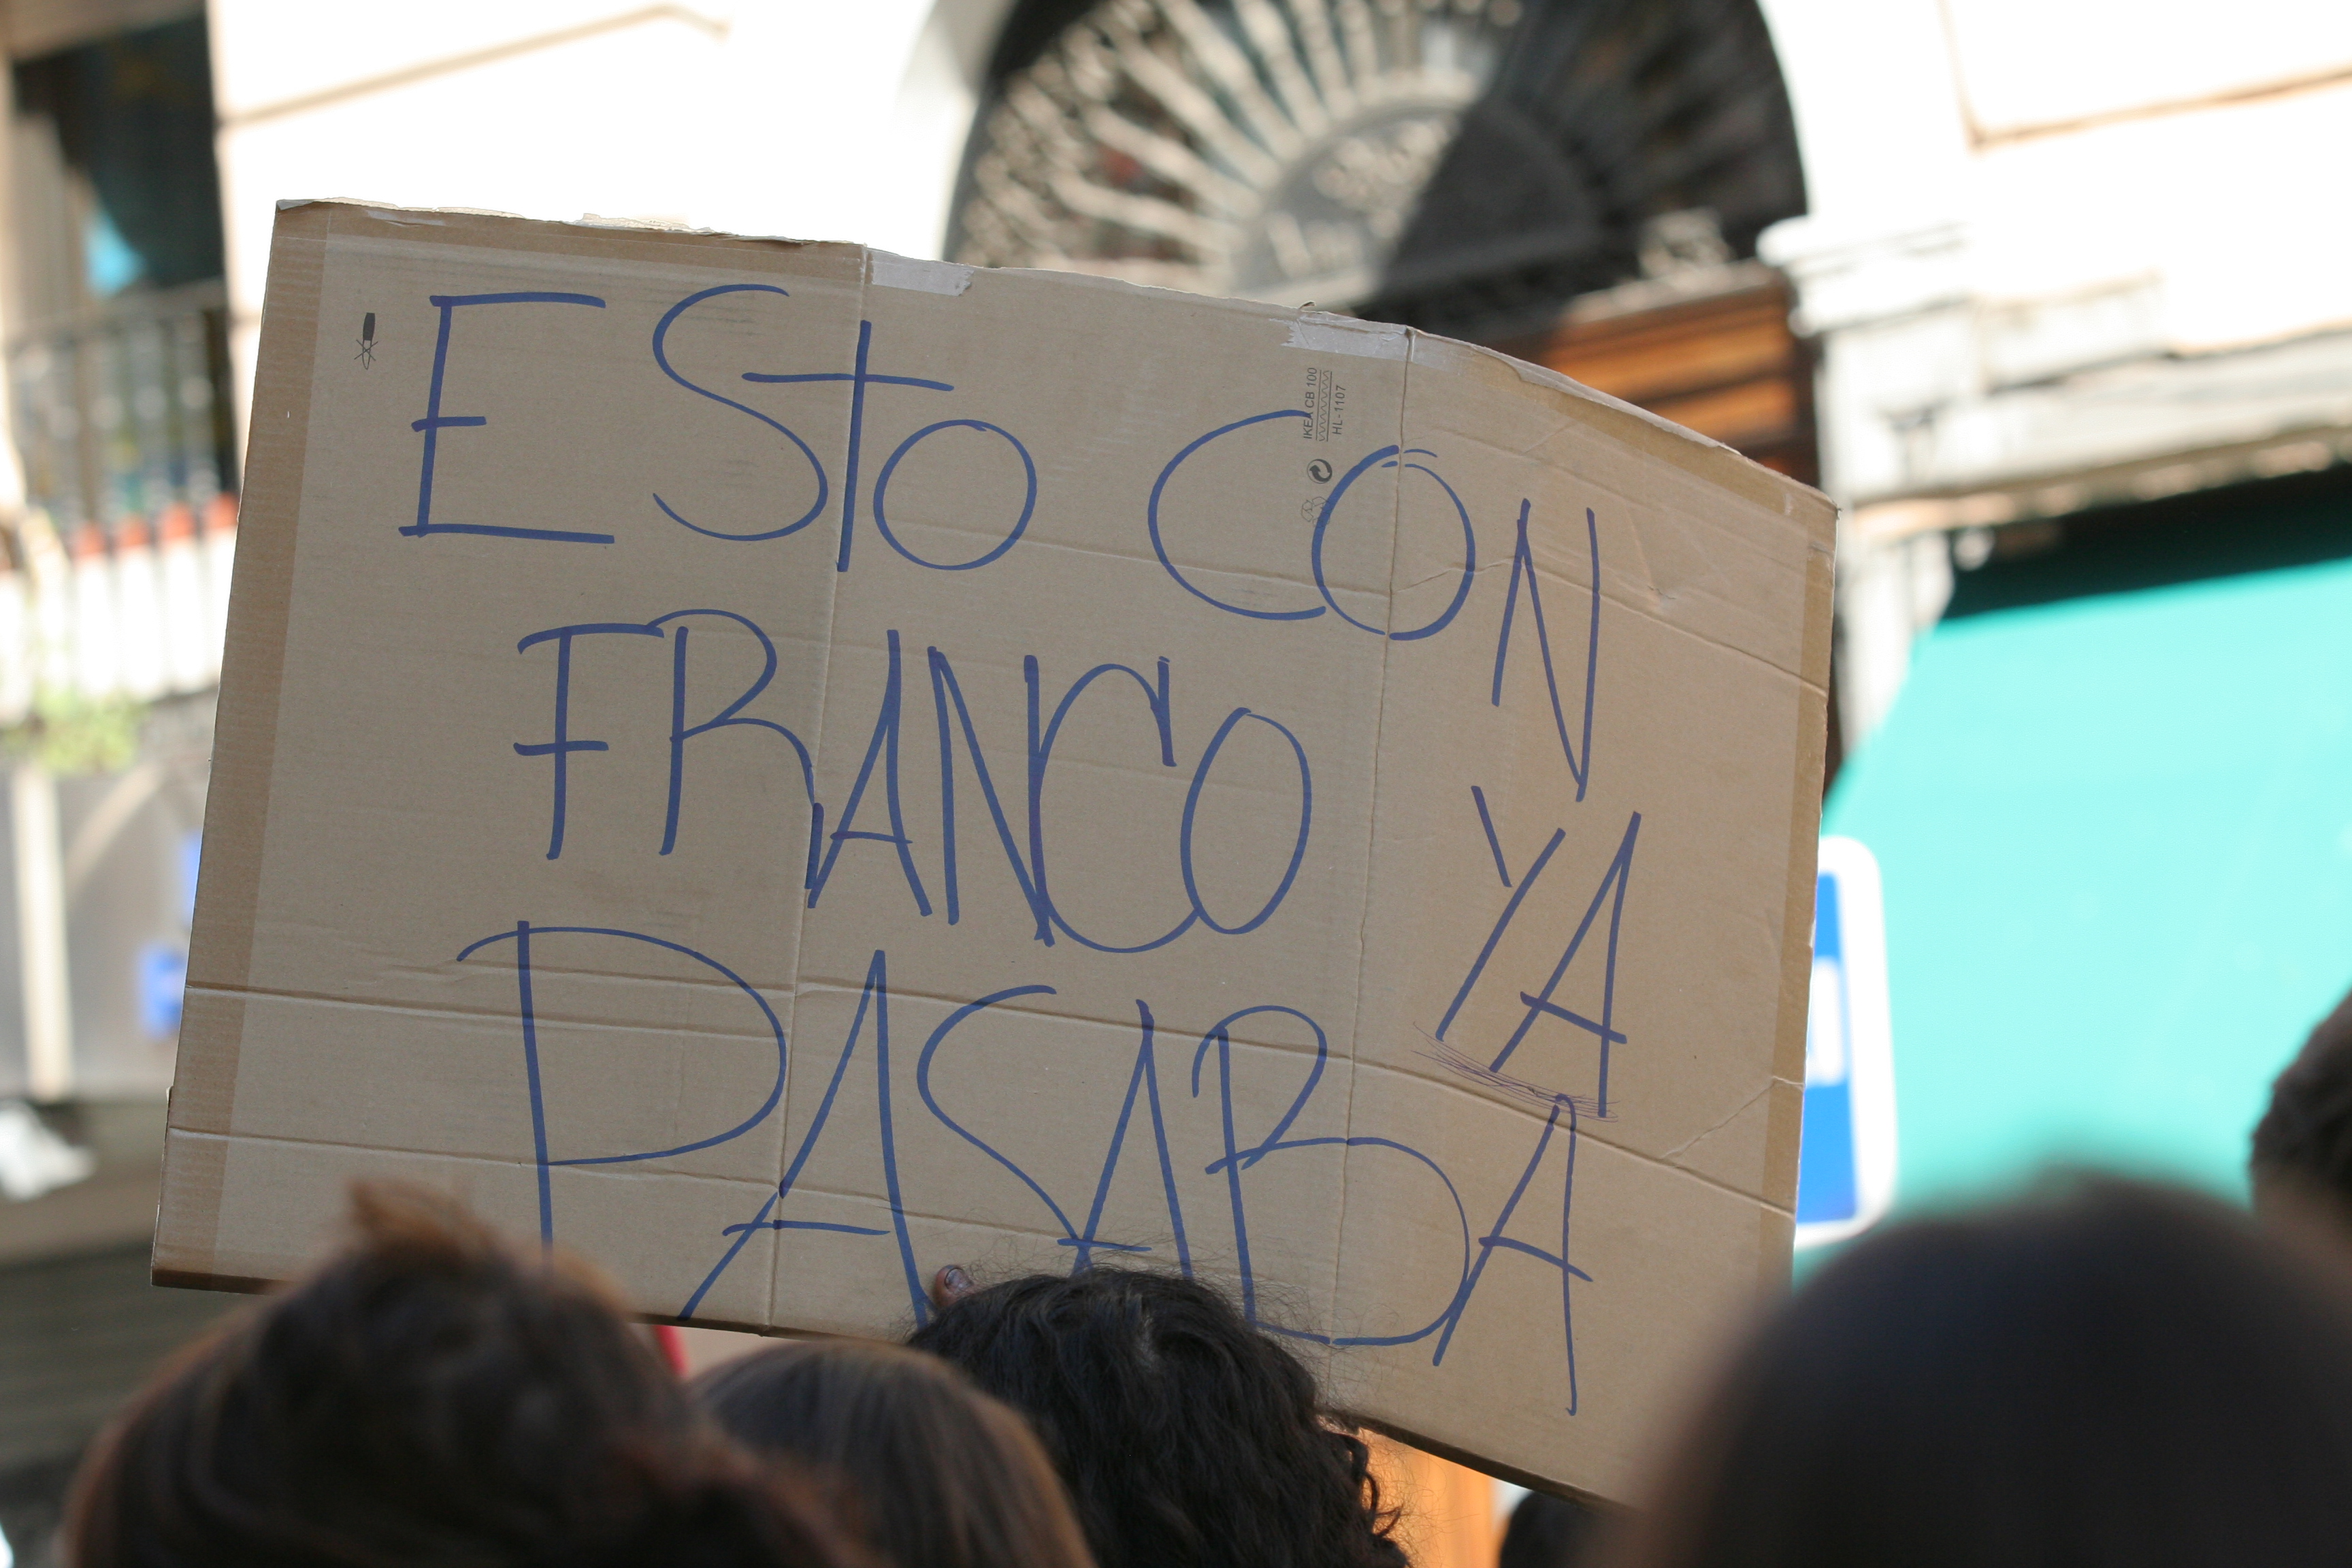 ESto CON
FRANCO YA
PASABA
IKEA CB 100
HL-1107